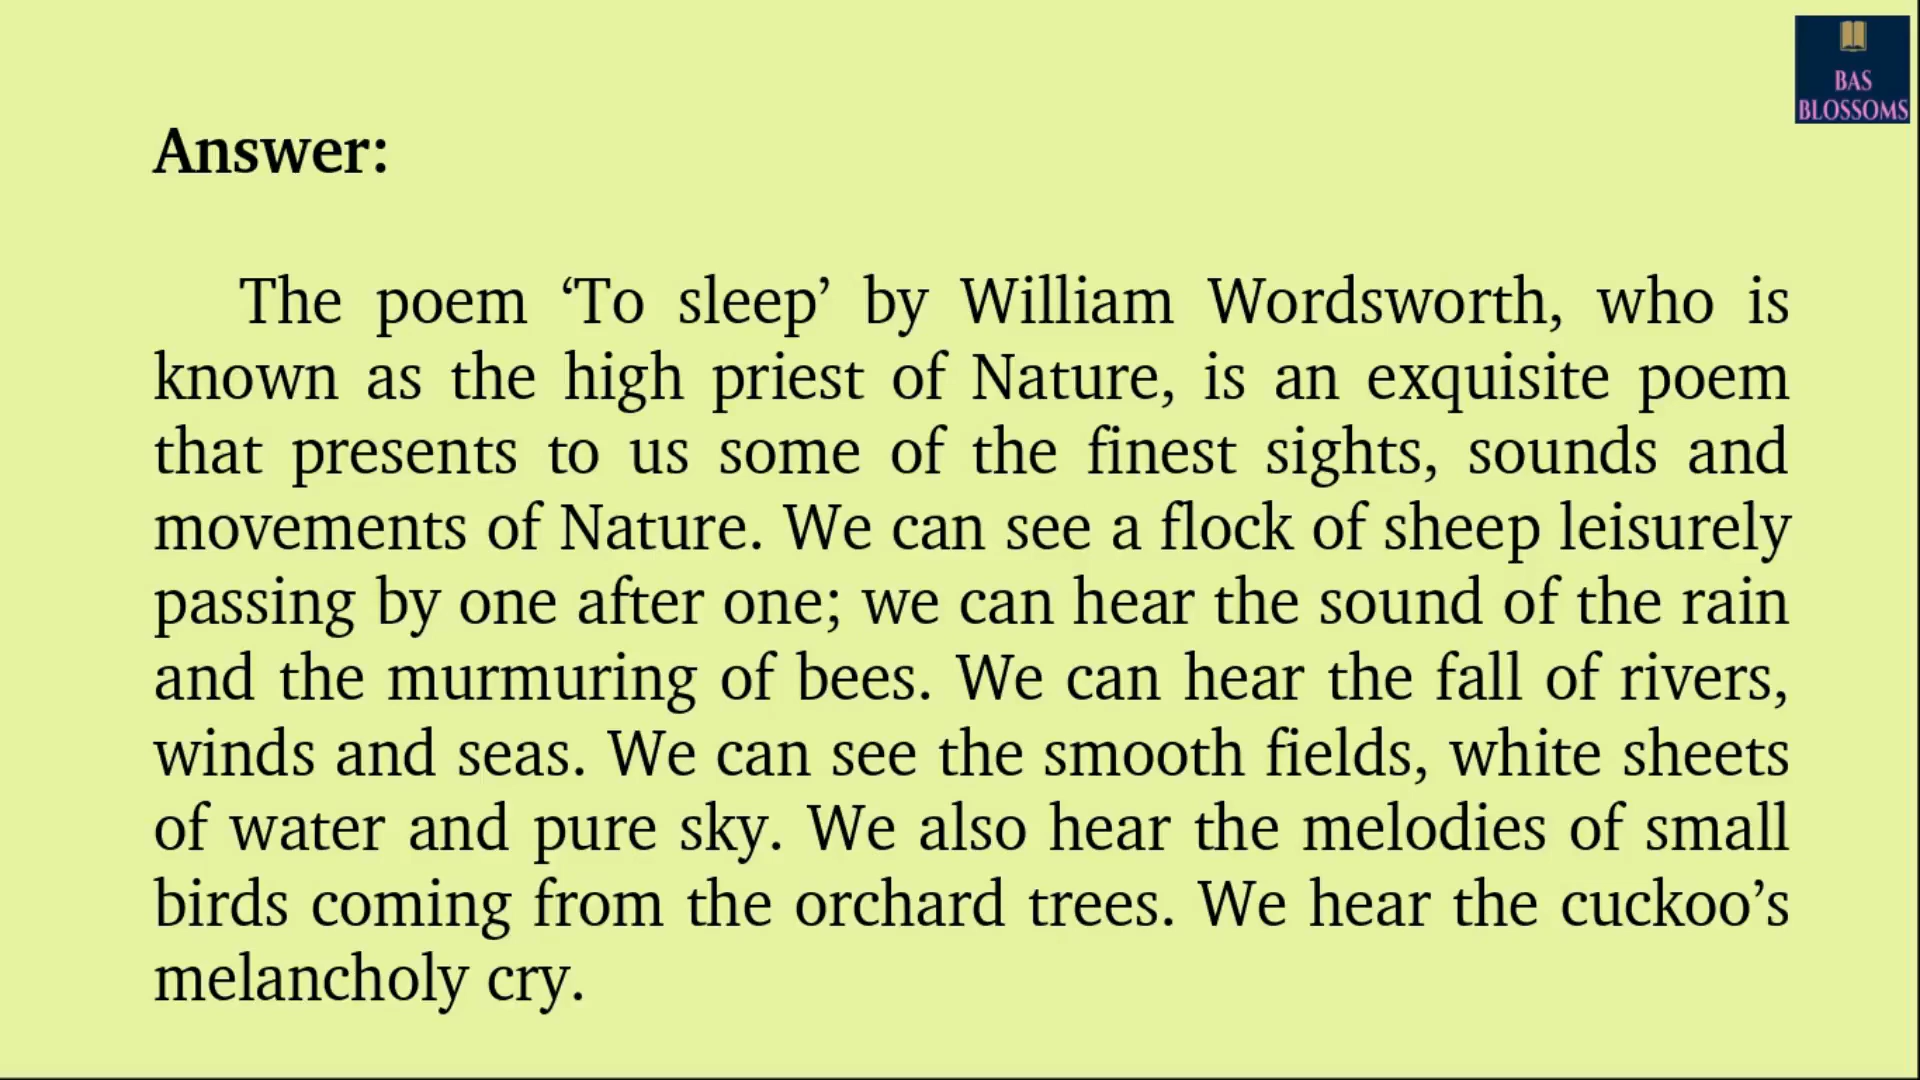 BAS
BLOSSOMS
Answer:
The poem ‘To sleep’ by William Wordsworth, who is
known as the high priest of Nature, is an exquisite poem
that presents to us some of the finest sights, sounds and
movements of Nature. We can see a flock of sheep leisurely
passing by one after one; we can hear the sound of the rain
and the murmuring of bees. We can hear the fall of rivers,
winds and seas. We can see the smooth fields, white sheets
of water and pure sky. We also hear the melodies of small
birds coming from the orchard trees. We hear the cuckoo’s
melancholy cry.